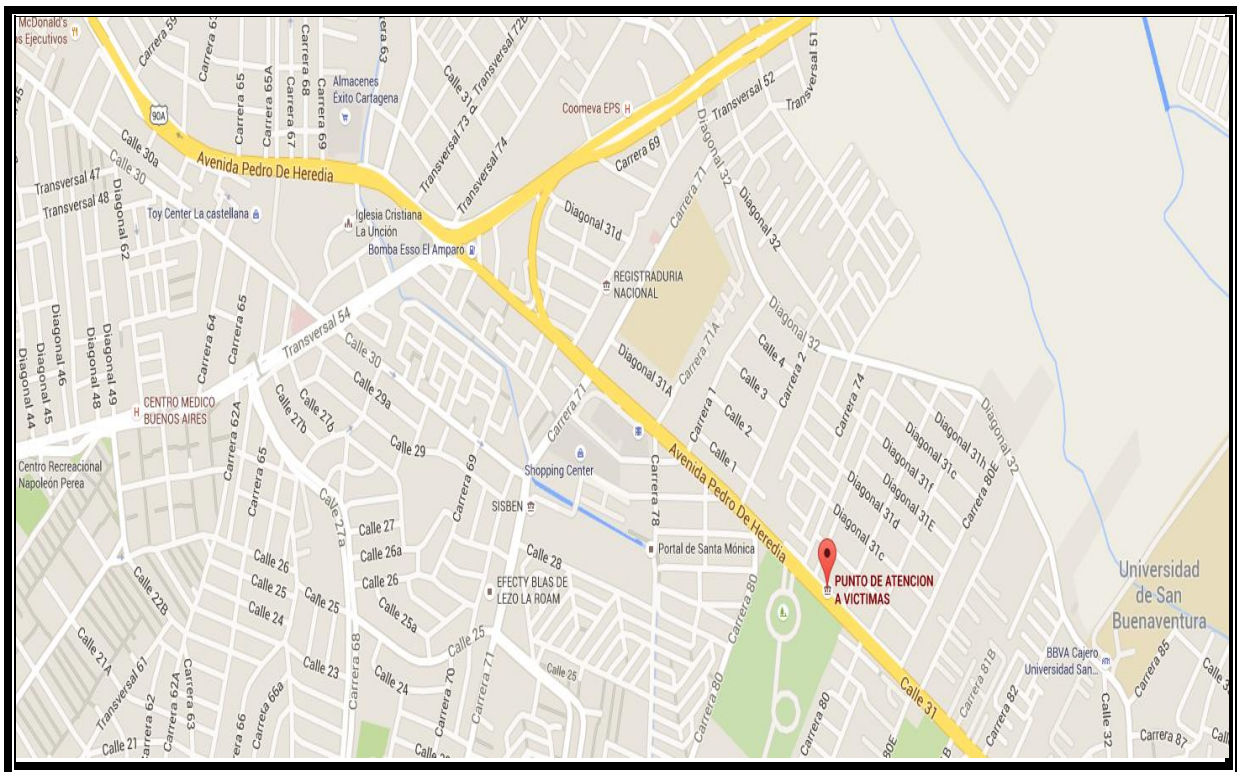 McDonald's
os Ejecutivos
Carrera 59
Carrera 65
Carrera 65A
Carrera 67
Carrera 68
Carrera 69
Calle 31d
Transversal 72b
Transversal 73
Transversal 74
Almacenes
Éxito Cartagena
Coomeva EPS
Transversal 52
Transversal 51
Carrera 69
Carrera 71
Diagonal 32
Diagonal 32
90A
Avenida Pedro De Heredia
Calle 30a
Calle 30
Transversal 47
Transversal 48
Diagonal 62
Toy Center La castellana
Iglesia Cristiana
La Unción
Bomba Esso El Amparo
Diagonal 31d
REGISTRADURIA
NACIONAL
Diagonal 32
Carrera 64
Carrera 65
Transversal 54
Calle 30
Diagonal 44
Diagonal 45
Diagonal 46
Diagonal 48
Diagonal 49
Diagonal 31A
Carrera 71A
Calle 4
Calle 3
Calle 2
Calle 1
Carrera 1
Carrera 2
Carrera 74
CENTRO MEDICO
BUENOS AIRES
Carrera 62A
Calle 27b
Calle 29a
Calle 29
Carrera 71
Avenida Pedro De Heredia
Diagonal 32
Diagonal 31h
Diagonal 31c
Diagonal 31f
Diagonal 31E
Diagonal 31d
Diagonal 31c
Carrera 80E
Centro Recreacional
Napoleón Perea
Carrera 65
Carrera 69
Shopping Center
Carrera 78
SISBEN
Calle 27a
Calle 27
Calle 26a
Calle 26
Calle 28
Portal de Santa Mónica
PUNTO DE ATENCION
A VICTIMAS
Universidad
de San
Buenaventura
Calle 26
Calle 25
Calle 25
Calle 24
Calle 22B
EFECTY BLAS DE
LEZO LA ROAM
Calle 25a
Calle 25
Carrera 80
Calle 21A
Transversal 61
Carrera 62
Carrera 62A
Carrera 63
Calle 23
Calle 24
Carrera 66
Carrera 66a
Carrera 68
Carrera 70
Carrera 71
Calle 25
Carrera 80
Carrera 80
Calle 31
Carrera 81B
Carrera 82
BBVA Cajero
Universidad San...
Carrera 85
Calle 32
Carrera 87
Calle 21
80E